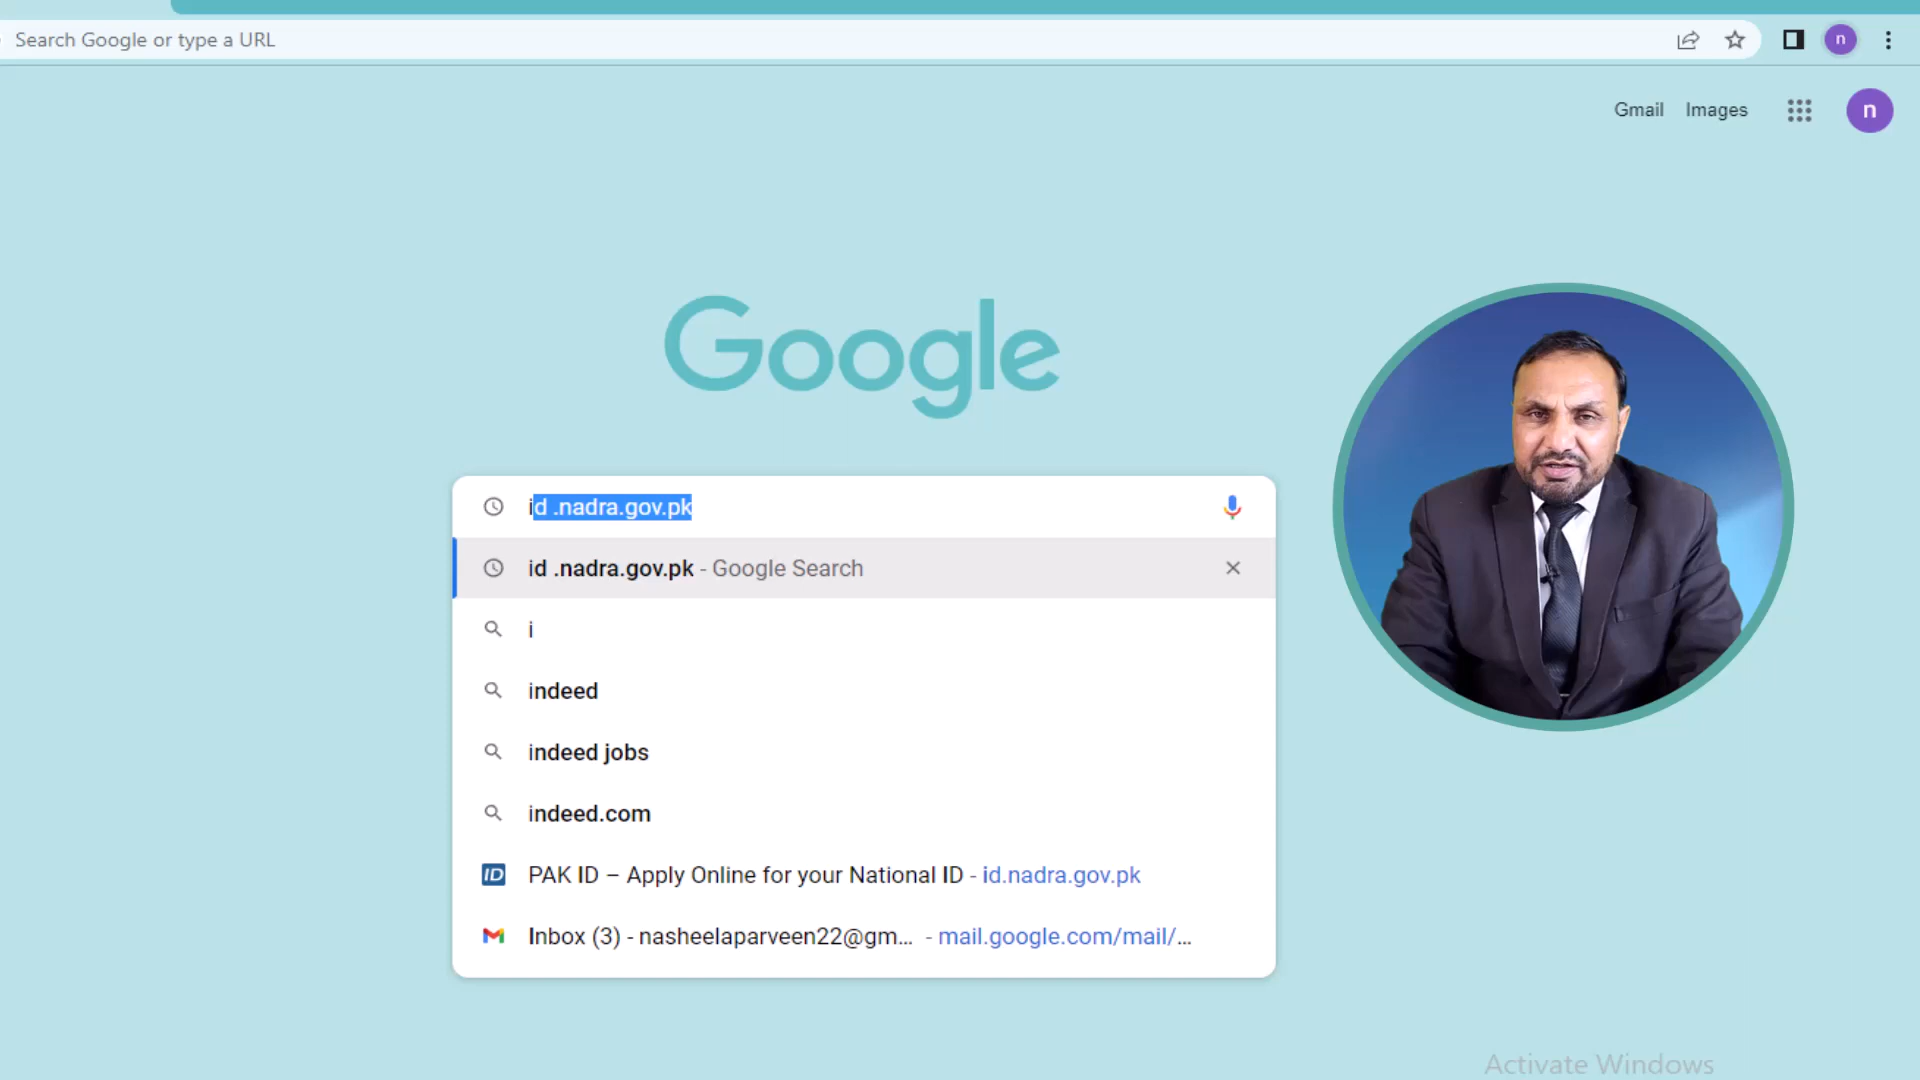 Search Google or type a URL
n
Gmail Images
n
Google
id .nadra.gov.pk
id .nadra.gov.pk - Google Search
i
indeed
indeed jobs
indeed.com
ID PAK ID – Apply Online for your National ID - id.nadra.gov.pk
Inbox (3) - nasheelaparveen22@gm... - mail.google.com/mail/...
Activate Windows